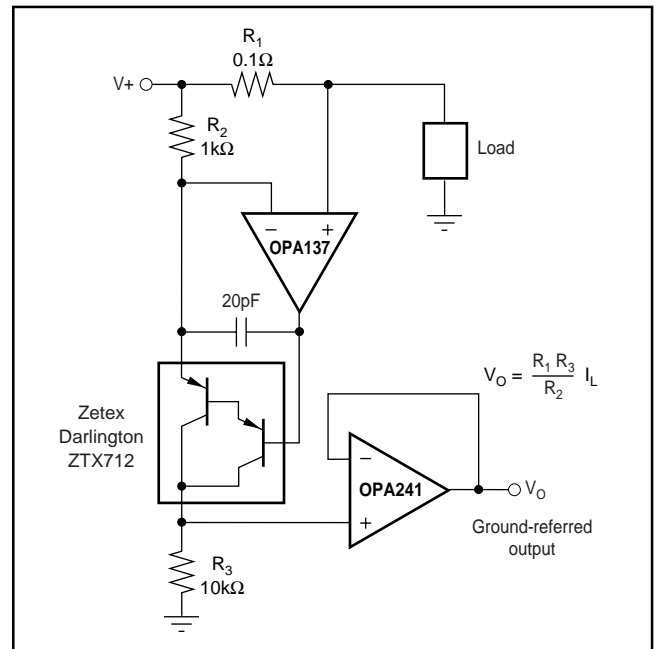 R1
0.1Ω
V+
R2
1kΩ
Load
− +
OPA137
20pF
Zetex
Darlington
ZTX712
VO = R1 R3 / R2 IL
−
OPA241
+
VO
Ground-referred
output
R3
10kΩ